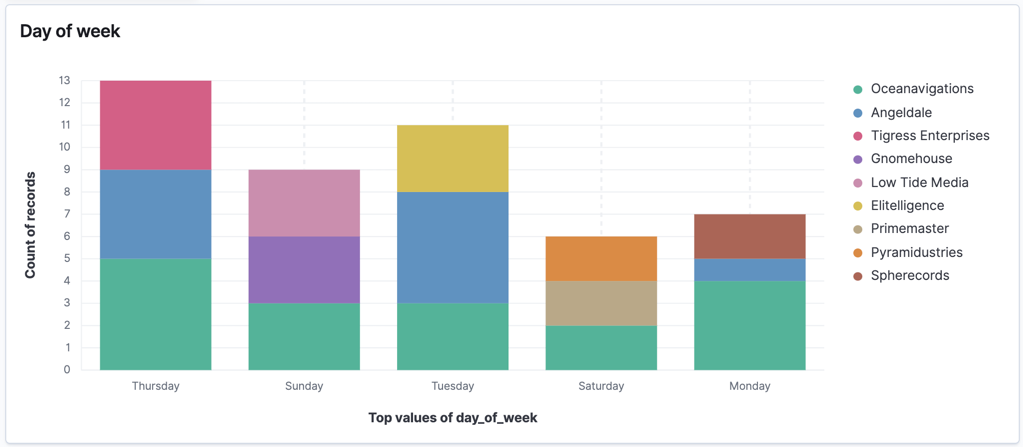 Day of week
Count of records
13
12
11
10
9
8
7
6
5
4
3
2
1
0
Thursday
Sunday
Tuesday
Saturday
Monday
Top values of day_of_week
Oceanavigations
Angeldale
Tigress Enterprises
Gnomehouse
Low Tide Media
Elitelligence
Primemaster
Pyramidustries
Spherecords